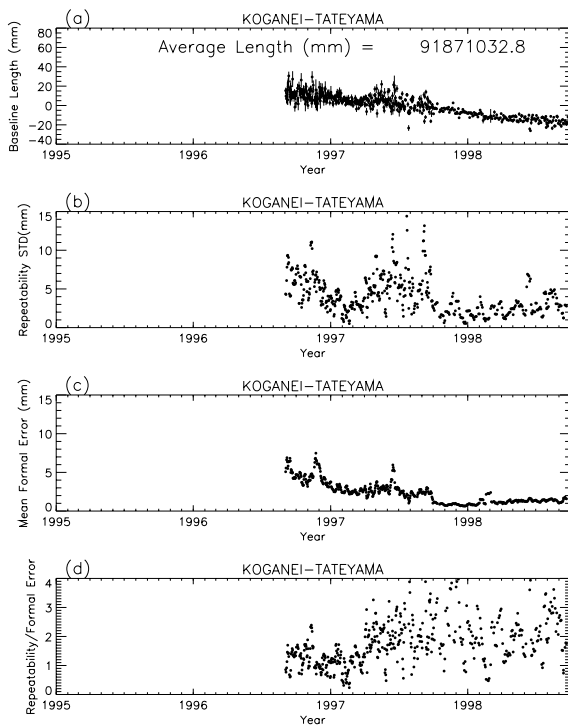 (a) KOGANEI−TATEYAMA
Baseline Length (mm)
80
60
40
20
0
−20
−40
Average Length (mm) = 91871032.8
1995 1996 1997 1998
Year
(b) KOGANEI−TATEYAMA
Repeatability STD(mm)
15
10
5
0
1995 1996 1997 1998
Year
(c) KOGANEI−TATEYAMA
Mean Formal Error (mm)
15
10
5
0
1995 1996 1997 1998
Year
(d) KOGANEI−TATEYAMA
Repeatability/Formal Error
4
3
2
1
0
1995 1996 1997 1998
Year